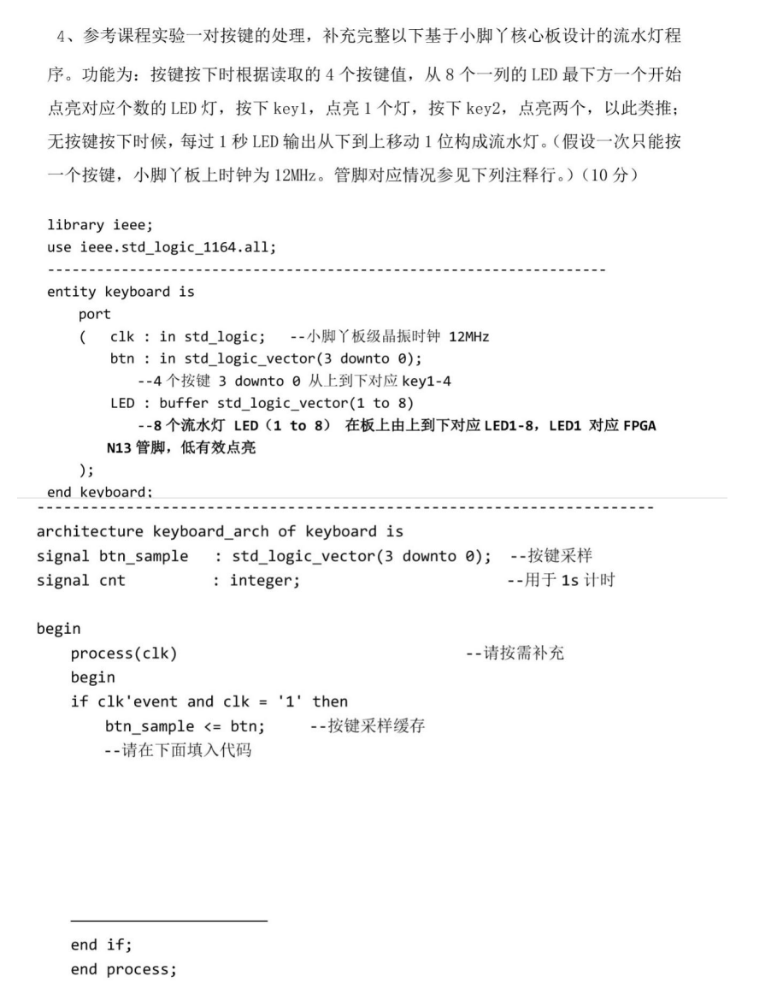 4、参考课程实验一对按键的处理，补充完整以下基于小脚丫核心板设计的流水灯程
序。功能为：按键按下时根据读取的 4 个按键值，从 8 个一列的 LED 最下方一个开始
点亮对应个数的 LED 灯，按下 key1，点亮 1 个灯，按下 key2，点亮两个，以此类推；
无按键按下时候，每过 1 秒 LED 输出从下到上移动 1 位构成流水灯。（假设一次只能按
一个按键，小脚丫板上时钟为 12MHz。管脚对应情况参见下列注释行。）（10 分）
library ieee;
use ieee.std_logic_1164.all;
--------------------------------------------------------------------
entity keyboard is
port
( clk : in std_logic; --小脚丫板级晶振时钟 12MHz
btn : in std_logic_vector(3 downto 0);
--4 个按键 3 downto 0 从上到下对应 key1-4
LED : buffer std_logic_vector(1 to 8)
--8 个流水灯 LED（1 to 8） 在板上由上到下对应 LED1-8，LED1 对应 FPGA
N13 管脚，低有效点亮
);
end keyboard;
--------------------------------------------------------------------
architecture keyboard_arch of keyboard is
signal btn_sample : std_logic_vector(3 downto 0); --按键采样
signal cnt : integer; --用于 1s 计时
begin
process(clk) --请按需补充
begin
if clk'event and clk = '1' then
btn_sample <= btn; --按键采样缓存
--请在下面填入代码
end if;
end process;